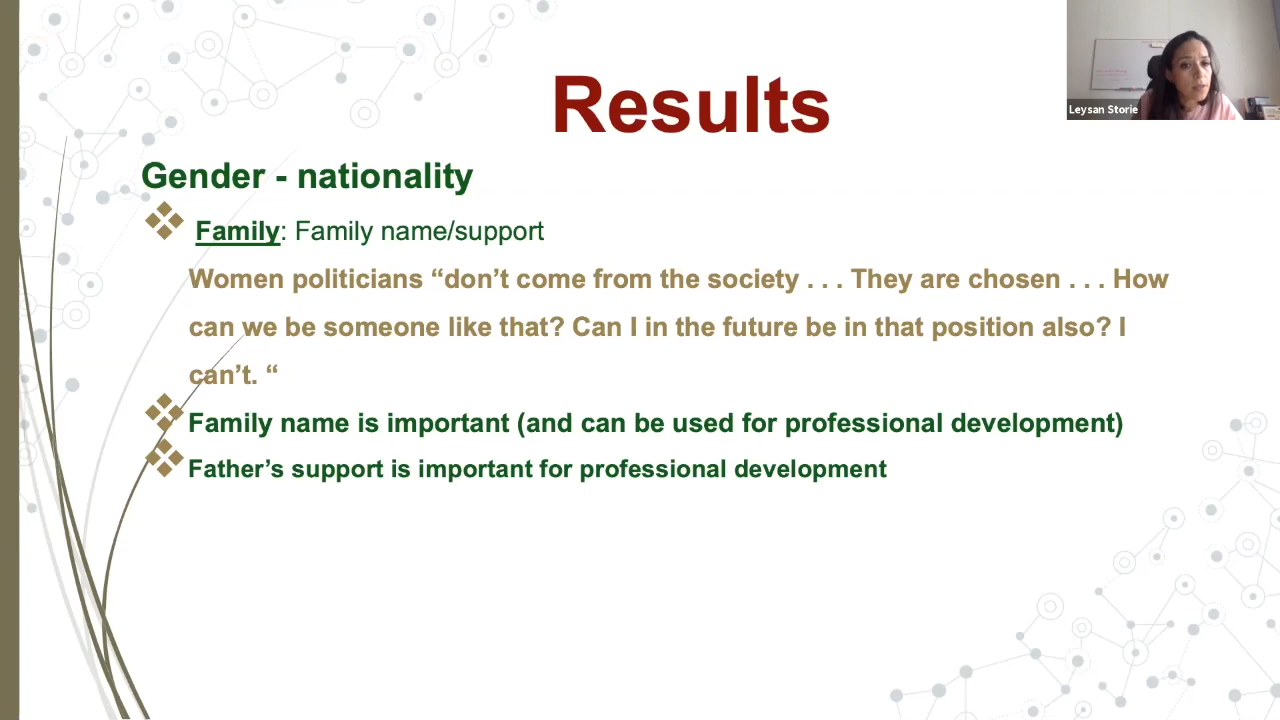 Results
Leysan Storie
Gender - nationality
Family: Family name/support
Women politicians “don’t come from the society . . . They are chosen . . . How
can we be someone like that? Can I in the future be in that position also? I
can’t. “
Family name is important (and can be used for professional development)
Father’s support is important for professional development